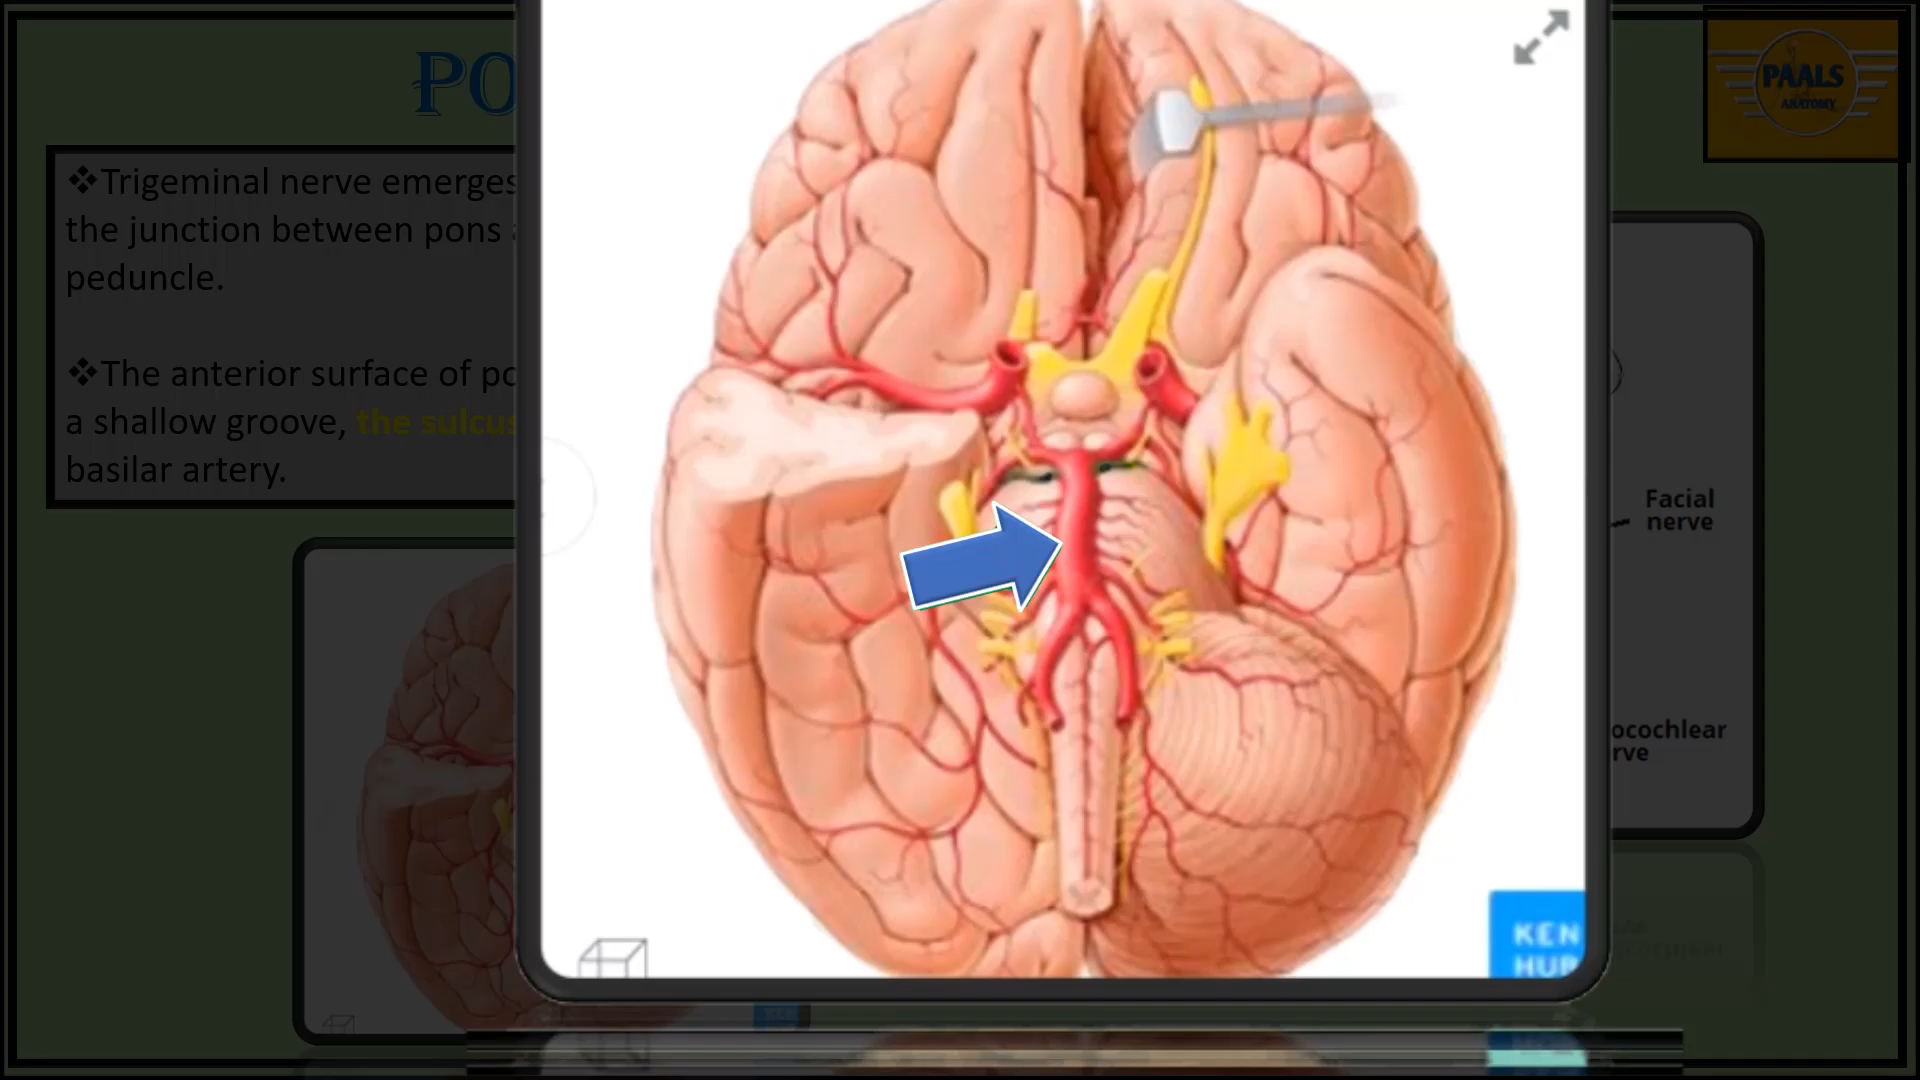 PO
PAALS
ANATOMY
❖Trigeminal nerve emerges
the junction between pons
peduncle.
❖The anterior surface of po
a shallow groove, the sulcus
basilar artery.
Facial
nerve
ocochlear
rve
KEN
HUB